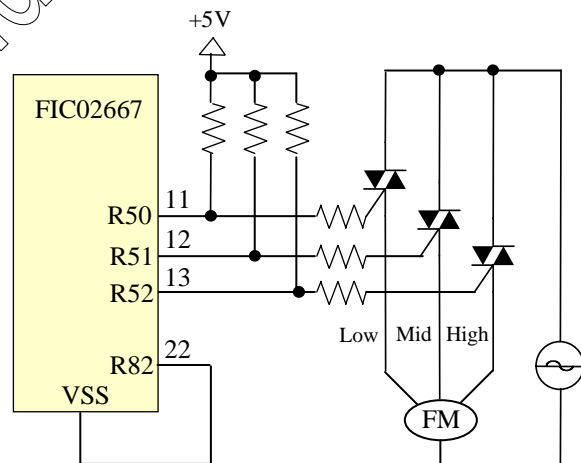 +5V
FIC02667
R50 11
R51 12
R52 13
Low Mid High
R82 22
VSS
FM